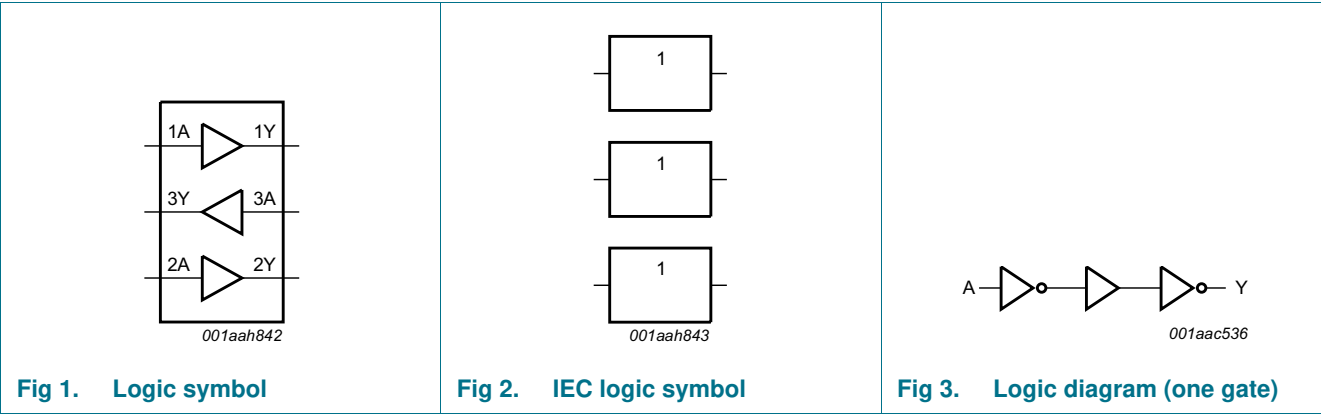 1A 1Y
3Y 3A
2A 2Y
001aah842
Fig 1. Logic symbol
1
1
1
001aah843
Fig 2. IEC logic symbol
A Y
001aac536
Fig 3. Logic diagram (one gate)